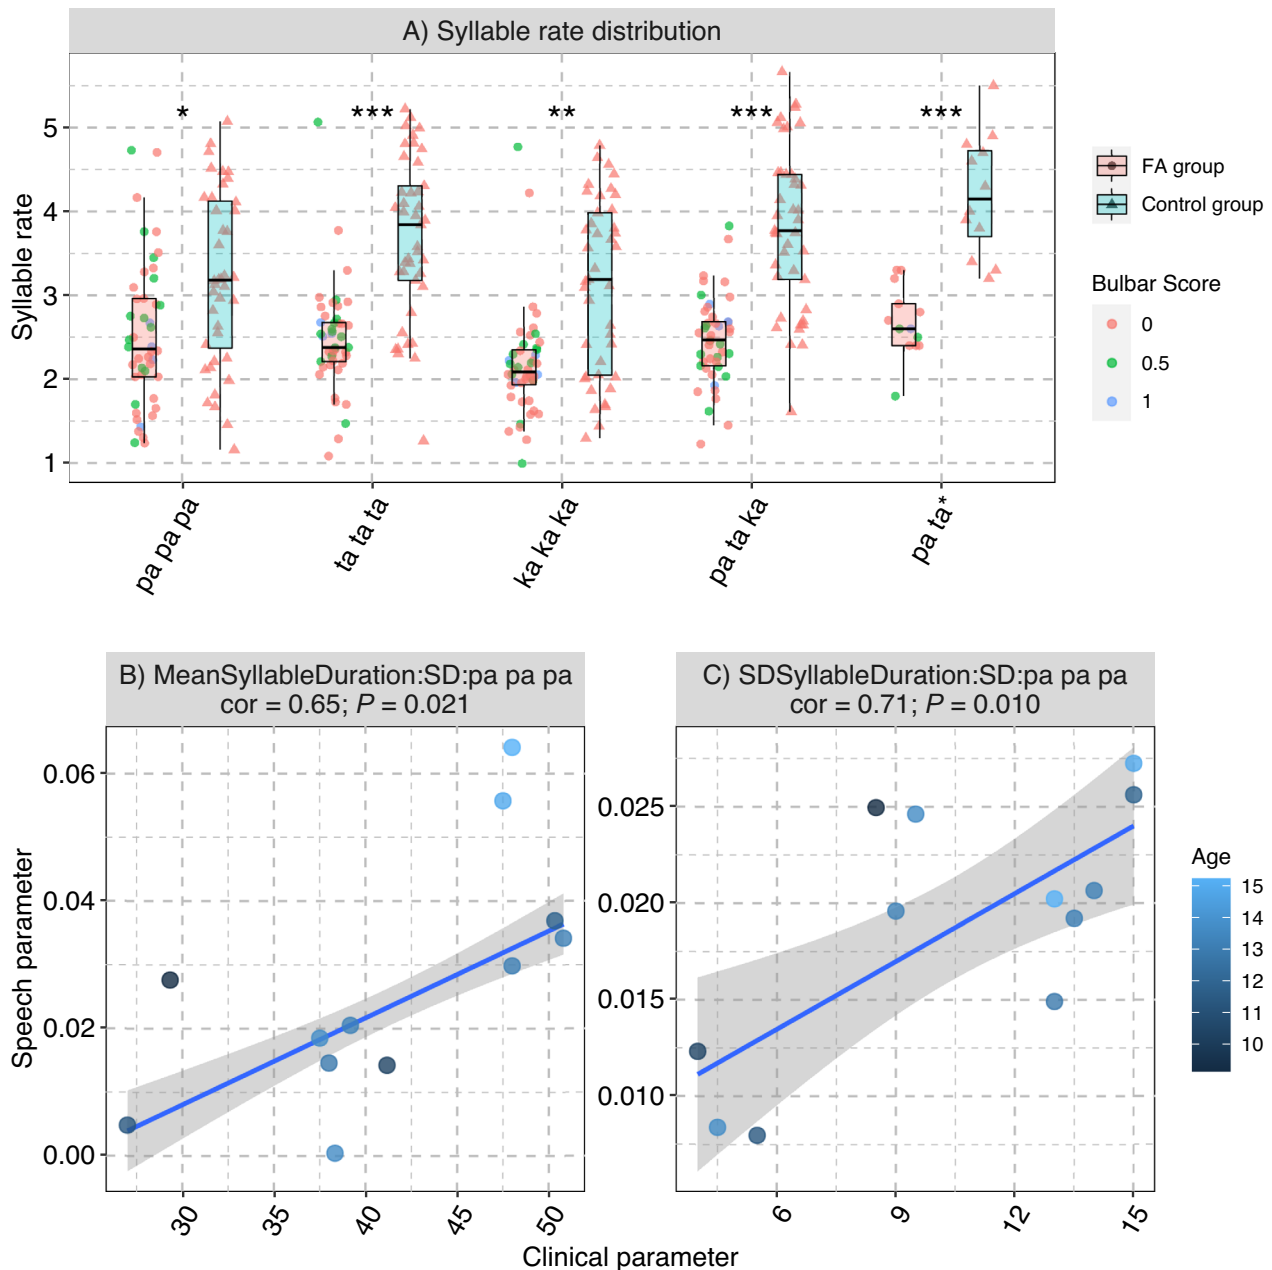 A) Syllable rate distribution
Syllable rate
5
4
3
2
1
*
***
**
***
***
pa pa pa
ta ta ta
ka ka ka
pa ta ka
pa ta*
FA group
Control group
Bulbar Score
0
0.5
1
B) MeanSyllableDuration:SD:pa pa pa
cor = 0.65; P = 0.021
C) SDSyllableDuration:SD:pa pa pa
cor = 0.71; P = 0.010
Speech parameter
0.06
0.04
0.02
0.00
30
35
40
45
50
0.025
0.020
0.015
0.010
6
9
12
15
Clinical parameter
Age
15
14
13
12
11
10